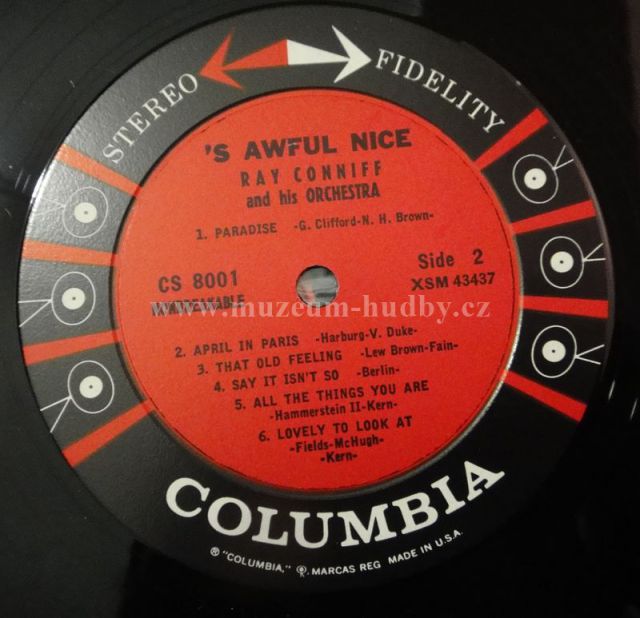 STEREO FIDELITY
'S AWFUL NICE
RAY CONNIFF
and his ORCHESTRA
1. PARADISE -G. Clifford-N. H. Brown-
CS 8001
Side 2
NONBREAKABLE
XSM 43437
www.muzeum-hudby.cz
2. APRIL IN PARIS -Harburg-V. Duke-
3. THAT OLD FEELING -Lew Brown-Fain-
4. SAY IT ISN'T SO -Berlin-
5. ALL THE THINGS YOU ARE
-Hammerstein II-Kern-
6. LOVELY TO LOOK AT
-Fields-McHugh-
-Kern-
COLUMBIA
® "COLUMBIA," , MARCAS REG MADE IN U.S.A.